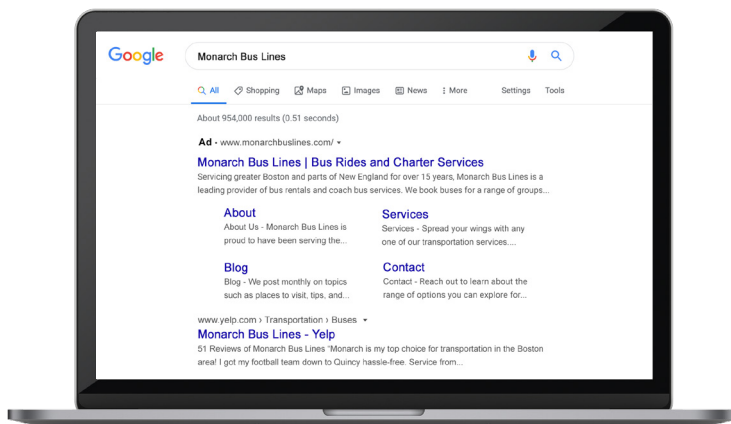 Google
Monarch Bus Lines
All Shopping Maps Images News More Settings Tools
About 954,000 results (0.51 seconds)
Ad · www.monarchbuslines.com/
Monarch Bus Lines | Bus Rides and Charter Services
Servicing greater Boston and parts of New England for over 15 years, Monarch Bus Lines is a
leading provider of bus rentals and coach bus services. We book buses for a range of groups...
About
About Us - Monarch Bus Lines is
proud to have been serving the...
Services
Services - Spread your wings with any
one of our transportation services....
Blog
Blog - We post monthly on topics
such as places to visit, tips, and...
Contact
Contact - Reach out to learn about the
range of options you can explore for...
www.yelp.com › Transportation › Buses
Monarch Bus Lines - Yelp
51 Reviews of Monarch Bus Lines "Monarch is my top choice for transportation in the Boston
area! I got my football team down to Quincy hassle-free. Service from...